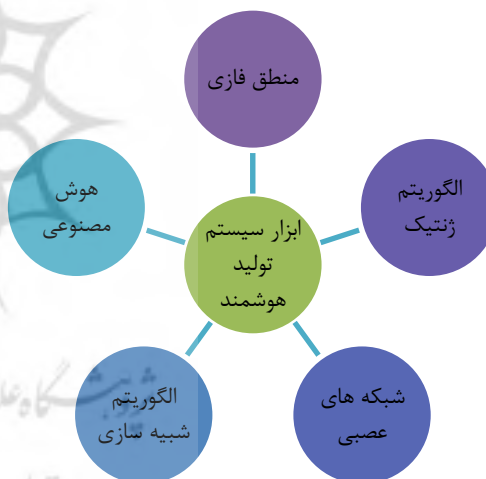 منطق فازی
الگوریتم
ژنتیک
شبکه های
عصبی
الگوریتم
شبیه سازی
هوش
مصنوعی
ابزار سیستم
تولید
هوشمند